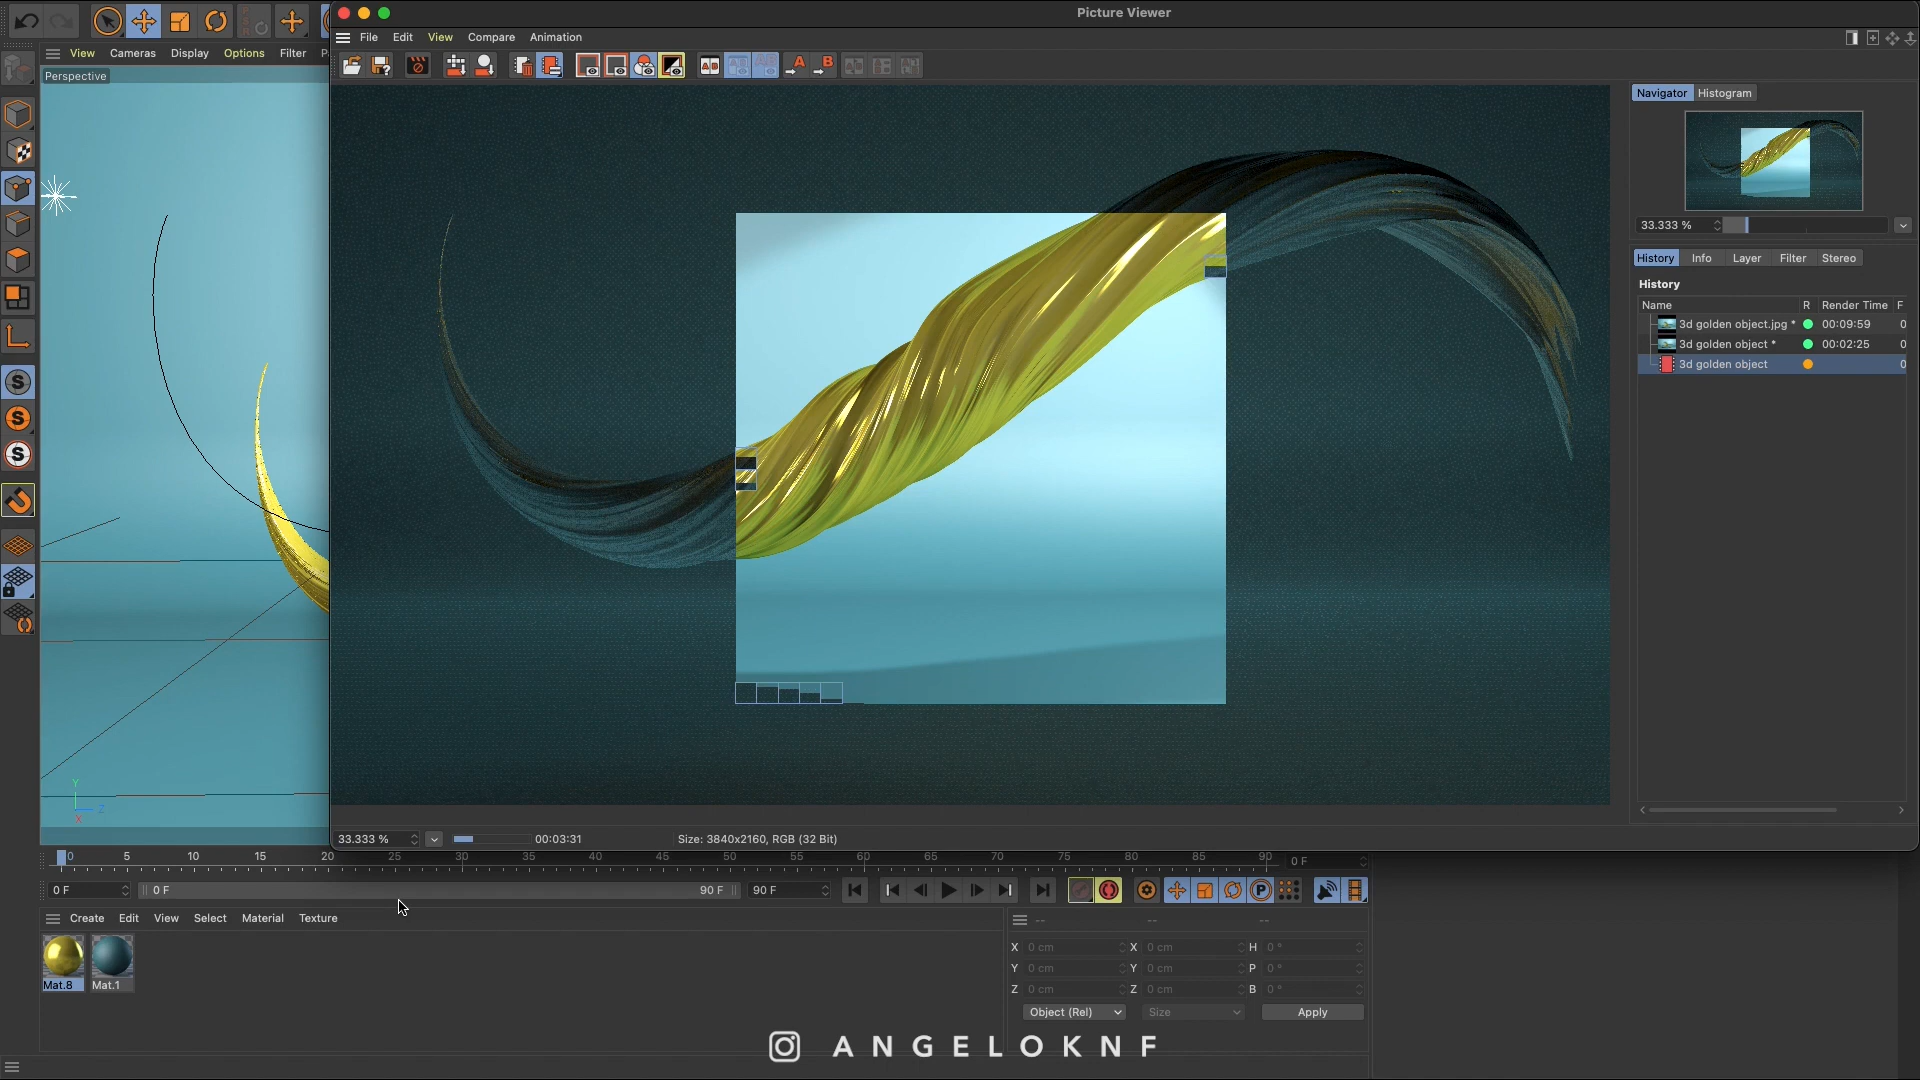 Picture Viewer
File Edit View Compare Animation
View Cameras Display Options Filter P
Perspective
Navigator Histogram
33.333 %
History Info Layer Filter Stereo
History
Name R Render Time F
3d golden object.jpg * 00:09:59 0
3d golden object * 00:02:25 0
3d golden object 0
Y
Z
X
33.333 % 00:03:31 Size: 3840x2160, RGB (32 Bit)
0 5 10 15 20 25 30 35 40 45 50 55 60 65 70 75 80 85 90 0 F
0 F 0 F 90 F 90 F
Create Edit View Select Material Texture
-- -- --
X 0 cm X 0 cm H 0 °
Y 0 cm Y 0 cm P 0 °
Z 0 cm Z 0 cm B 0 °
Mat.8 Mat.1
Object (Rel) Size Apply
ANGELOKNF